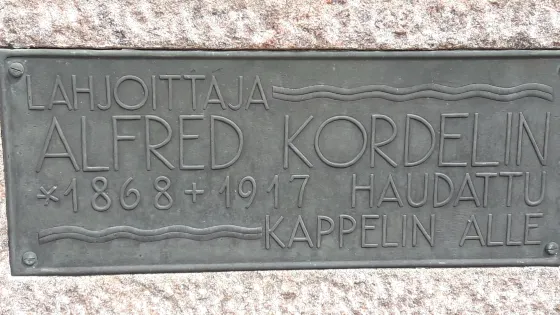 LAHJOITTAJA
ALFRED KORDELIN
*1868+1917 HAUDATTU
KAPPELIN ALLE